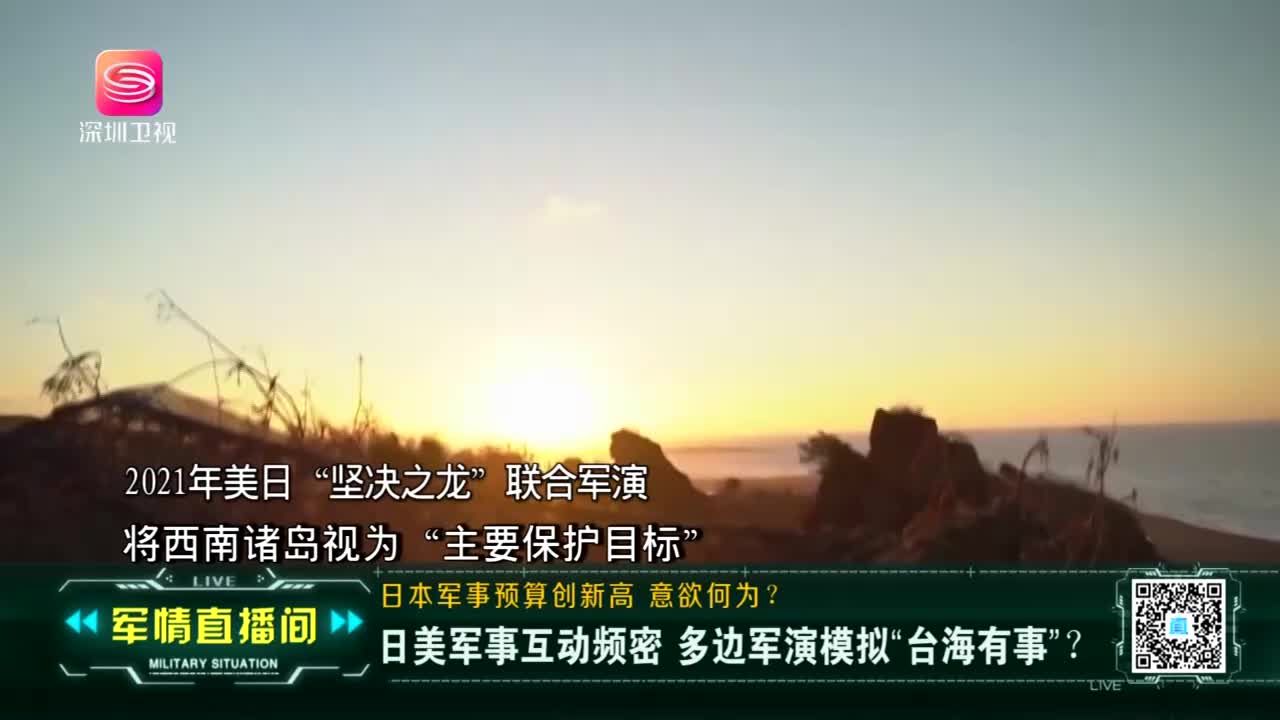 深圳卫视
2021年美日“坚决之龙”联合军演
将西南诸岛视为“主要保护目标”
LIVE
军情直播间
MILITARY SITUATION
日本军事预算创新高 意欲何为？
日美军事互动频密 多边军演模拟“台海有事”？
直
LIVE